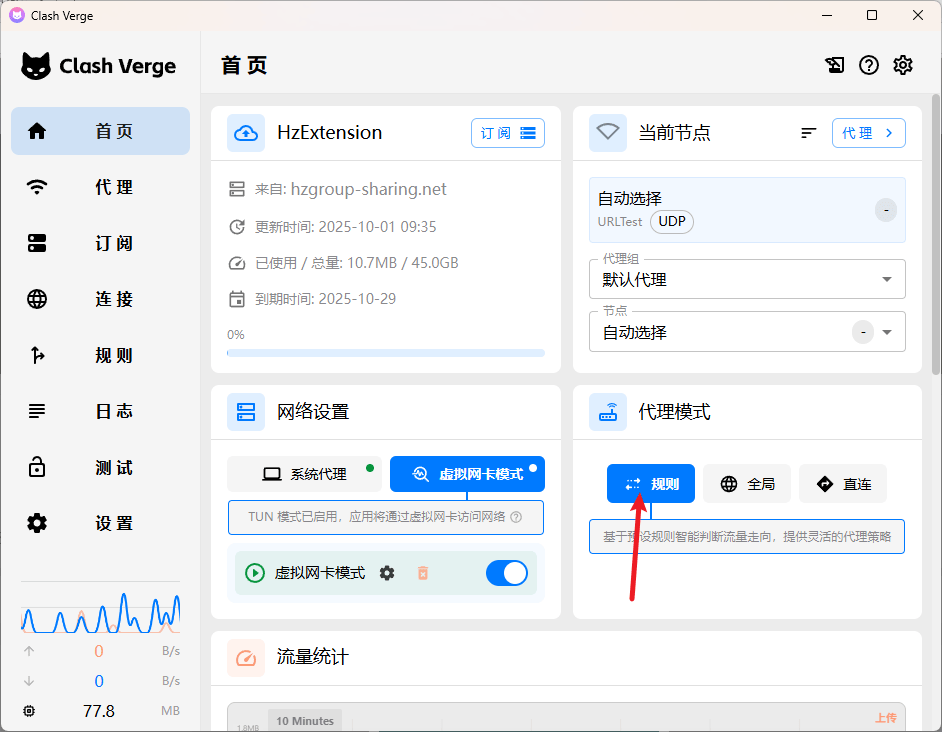 Clash Verge
Clash Verge
首 页
首 页
代 理
订 阅
连 接
规 则
日 志
测 试
设 置
0 B/s
0 B/s
77.8 MB
HzExtension
订 阅
来自: hzgroup-sharing.net
更新时间: 2025-10-01 09:35
已使用 / 总量: 10.7MB / 45.0GB
到期时间: 2025-10-29
0%
当前节点
代 理
自动选择
URLTest UDP
-
代理组
默认代理
节点
自动选择
-
网络设置
系统代理
虚拟网卡模式
TUN 模式已启用，应用将通过虚拟网卡访问网络
虚拟网卡模式
代理模式
规则
全局
直连
基于预设规则智能判断流量走向，提供灵活的代理策略
流量统计
1.8MB
10 Minutes
上传